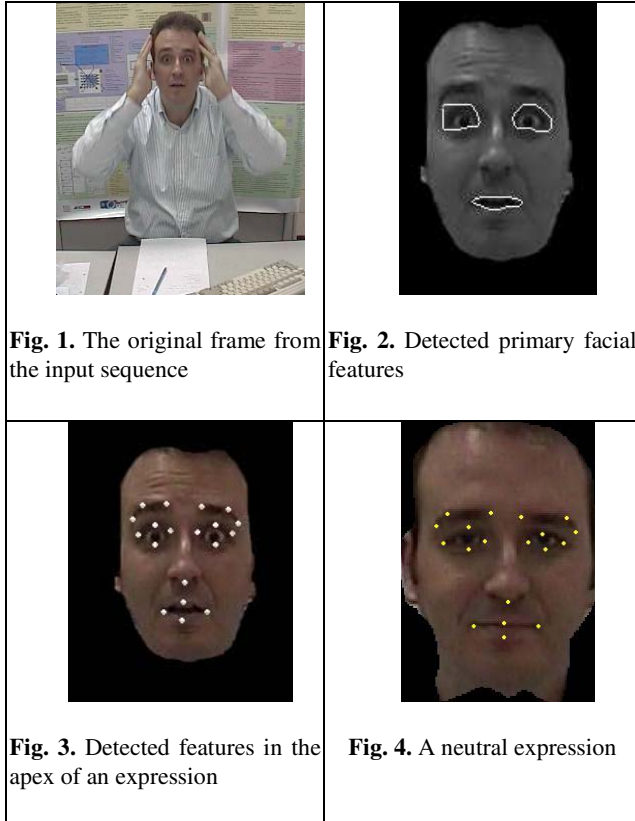 Fig. 1. The original frame from
the input sequence
Fig. 2. Detected primary facial
features
Fig. 3. Detected features in the
apex of an expression
Fig. 4. A neutral expression